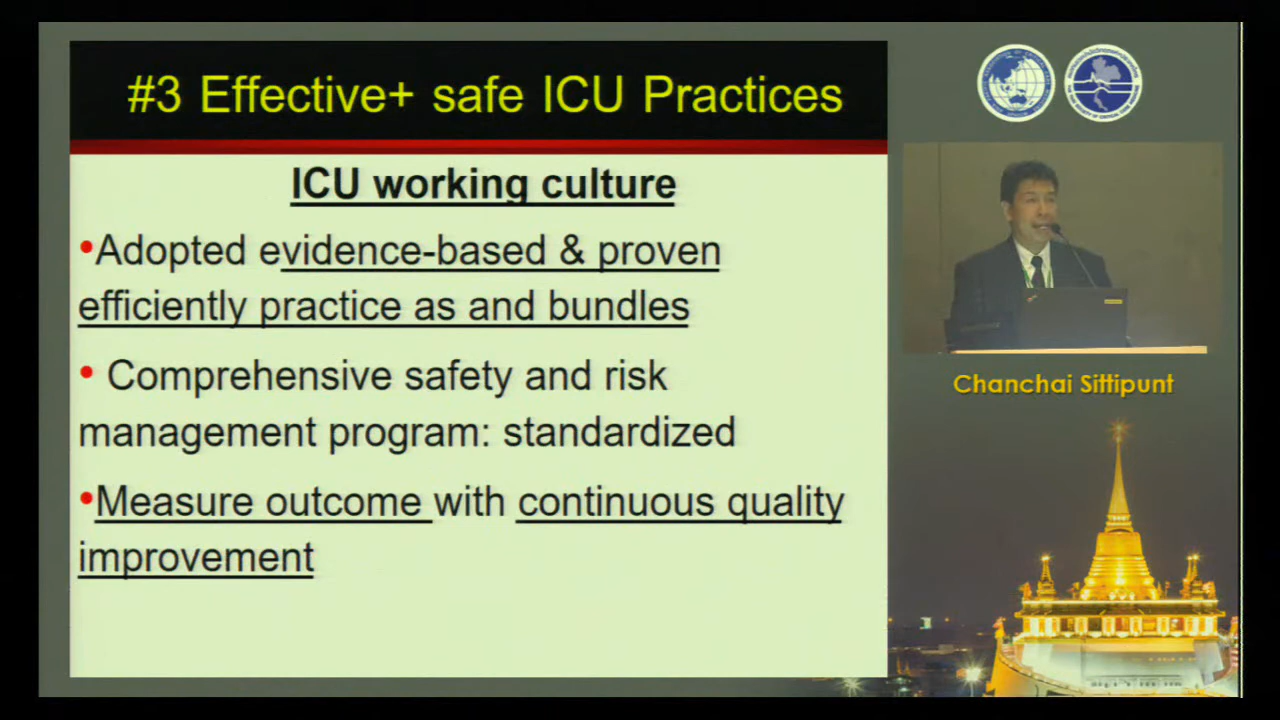 #3 Effective+ safe ICU Practices
ICU working culture
•Adopted evidence-based & proven
efficiently practice as and bundles
• Comprehensive safety and risk
management program: standardized
•Measure outcome with continuous quality
improvement
Chanchai Sittipunt